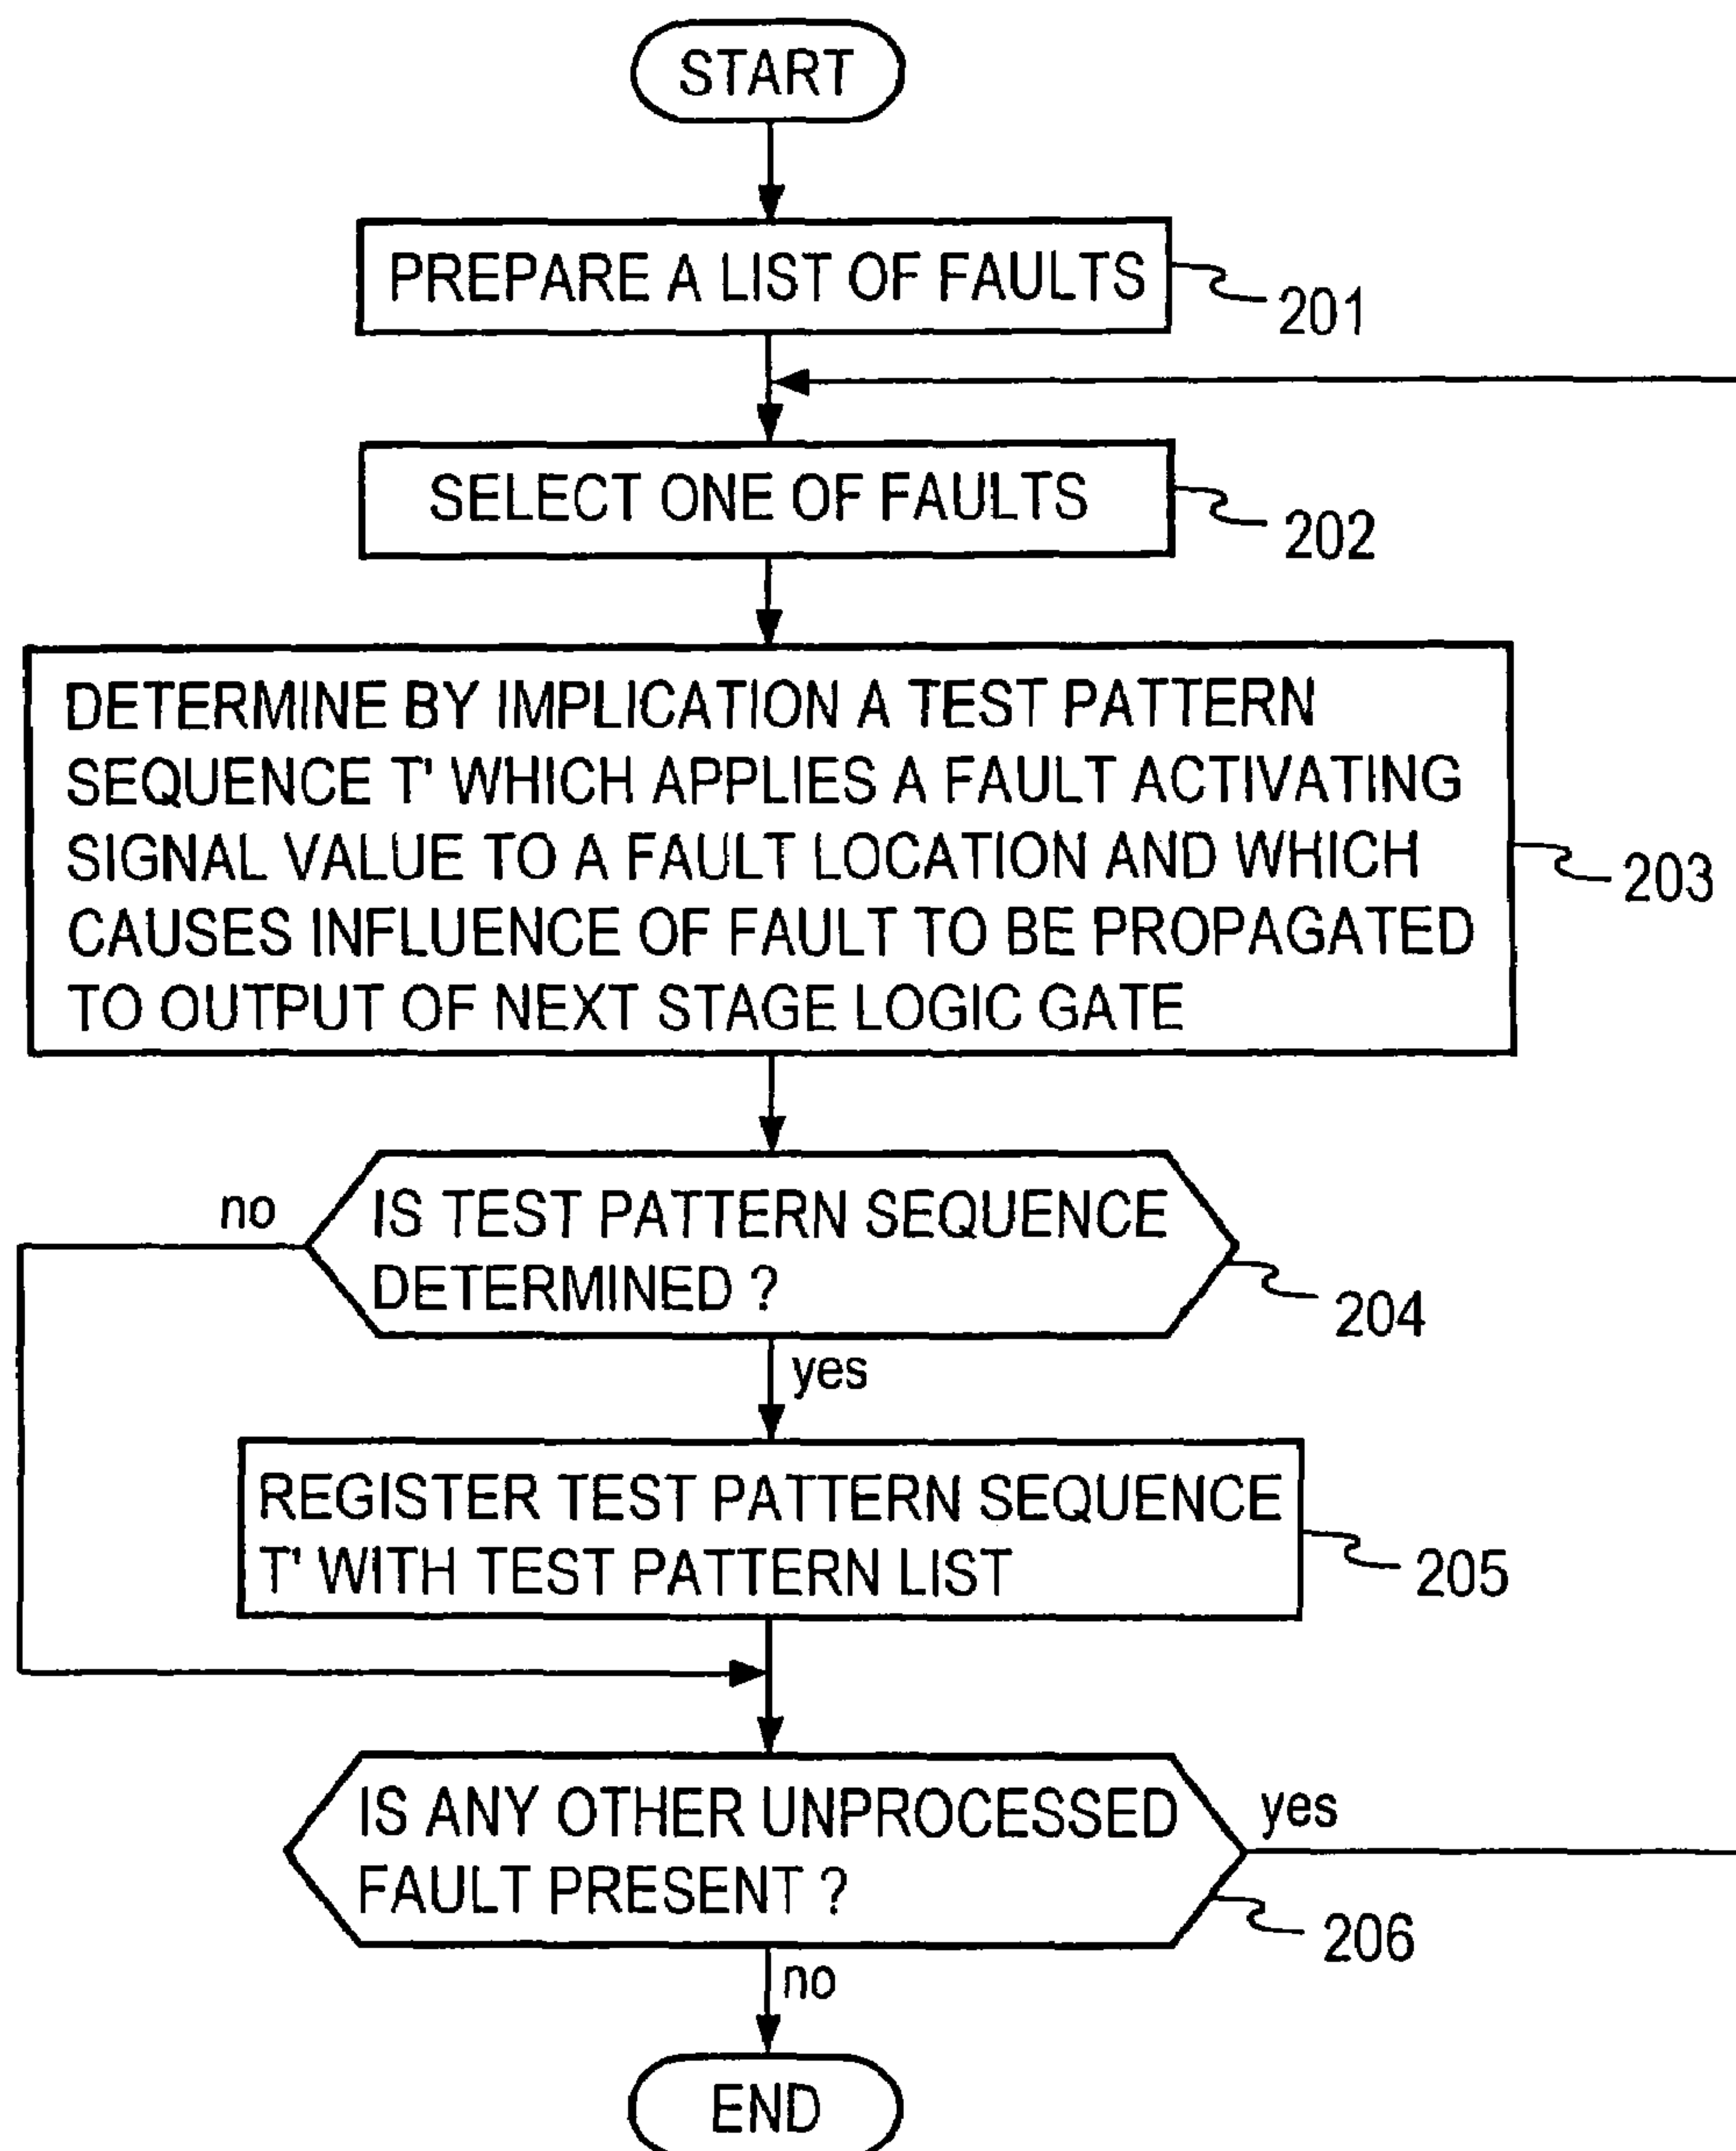 START
PREPARE A LIST OF FAULTS
201
SELECT ONE OF FAULTS
202
DETERMINE BY IMPLICATION A TEST PATTERN
SEQUENCE T' WHICH APPLIES A FAULT ACTIVATING
SIGNAL VALUE TO A FAULT LOCATION AND WHICH
CAUSES INFLUENCE OF FAULT TO BE PROPAGATED
TO OUTPUT OF NEXT STAGE LOGIC GATE
203
no
IS TEST PATTERN SEQUENCE
DETERMINED ?
204
yes
REGISTER TEST PATTERN SEQUENCE
T' WITH TEST PATTERN LIST
205
IS ANY OTHER UNPROCESSED
FAULT PRESENT ?
yes
206
no
END